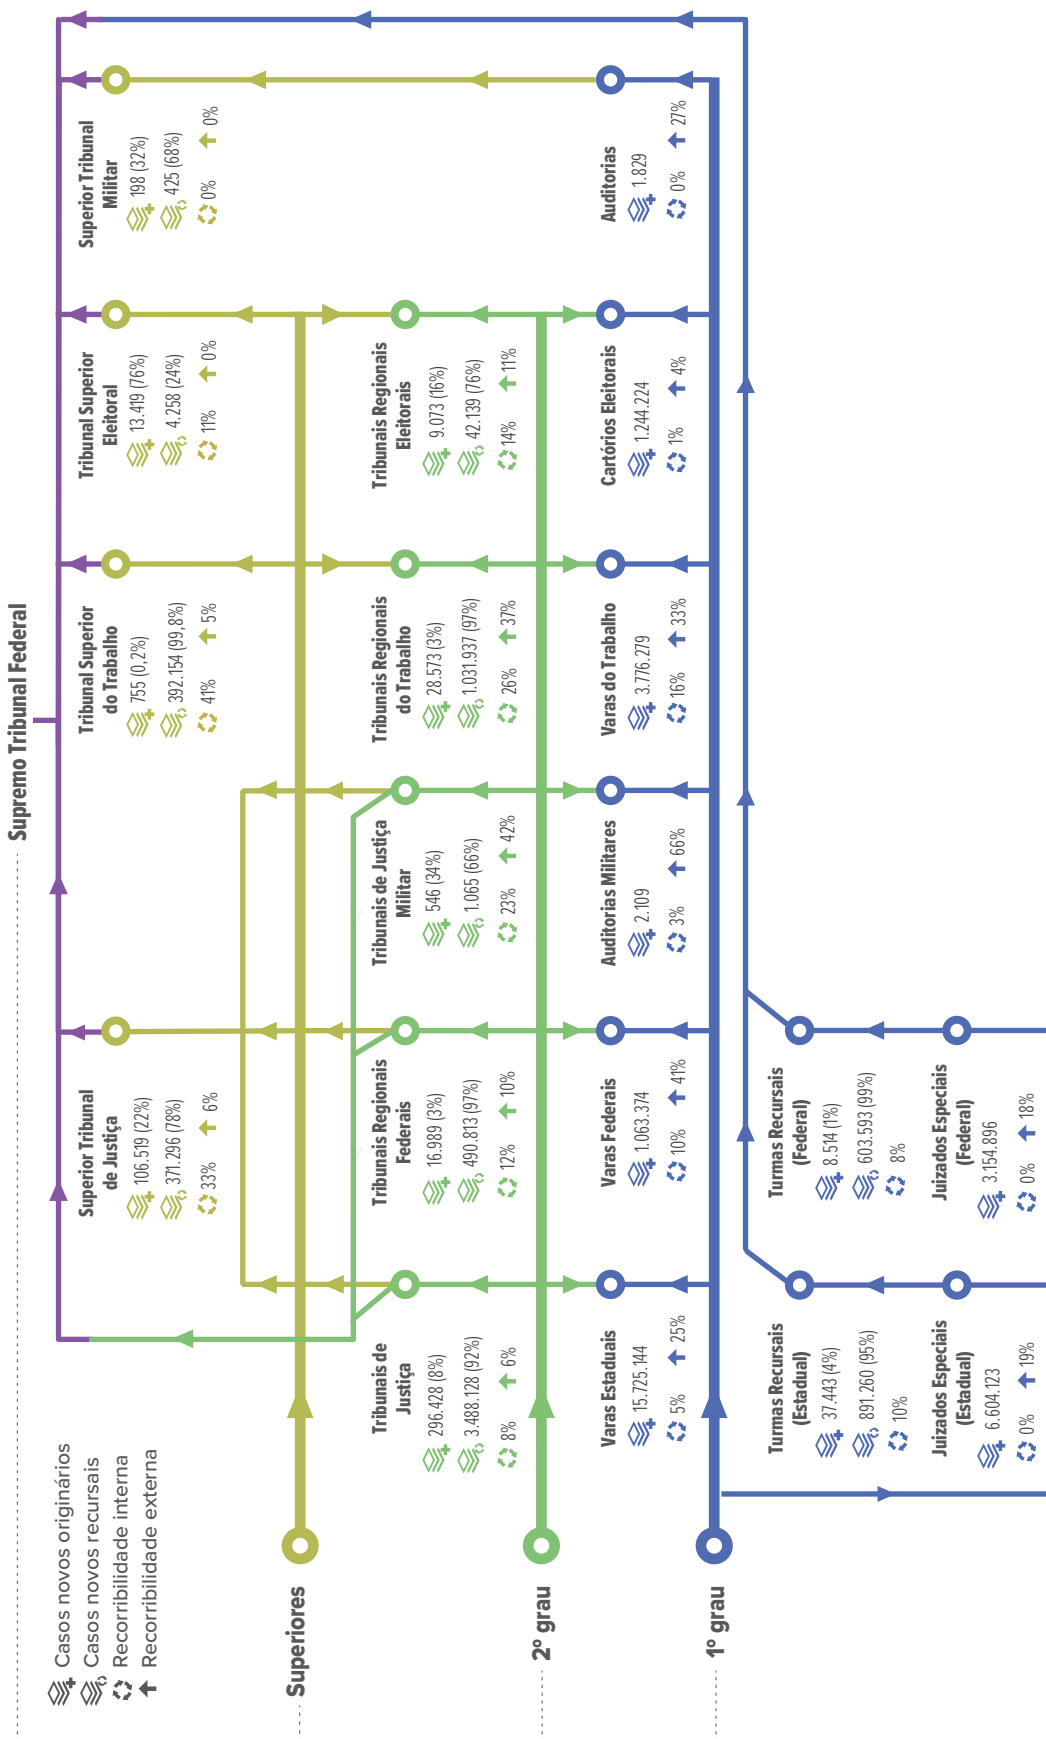 Supremo Tribunal Federal
Casos novos originários
Casos novos recursais
Recorribilidade interna
Recorribilidade externa
Superiores
Superior Tribunal
de Justiça
106.519 (22%)
371.296 (78%)
33% 6%
Tribunal Superior
do Trabalho
755 (0,2%)
392.154 (99,8%)
41% 5%
Tribunal Superior
Eleitoral
13.419 (76%)
4.258 (24%)
11% 0%
Superior Tribunal
Militar
198 (32%)
425 (68%)
0% 0%
2º grau
Tribunais de
Justiça
296.428 (8%)
3.488.128 (92%)
8% 6%
Tribunais Regionais
Federais
16.989 (3%)
490.813 (97%)
12% 10%
Tribunais de Justiça
Militar
546 (34%)
1.065 (66%)
23% 42%
Tribunais Regionais
do Trabalho
28.573 (3%)
1.031.937 (97%)
26% 37%
Tribunais Regionais
Eleitorais
9.073 (16%)
42.139 (76%)
14% 11%
1º grau
Varas Estaduais
15.725.144
5% 25%
Varas Federais
1.063.374
10% 41%
Auditorias Militares
2.109
3% 66%
Varas do Trabalho
3.776.279
16% 33%
Cartórios Eleitorais
1.244.224
1% 4%
Auditorias
1.829
0% 27%
Turmas Recursais
(Estadual)
37.443 (4%)
891.260 (95%)
10%
Turmas Recursais
(Federal)
8.514 (1%)
603.593 (99%)
8%
Juizados Especiais
(Estadual)
6.604.123
0% 19%
Juizados Especiais
(Federal)
3.154.896
0% 18%